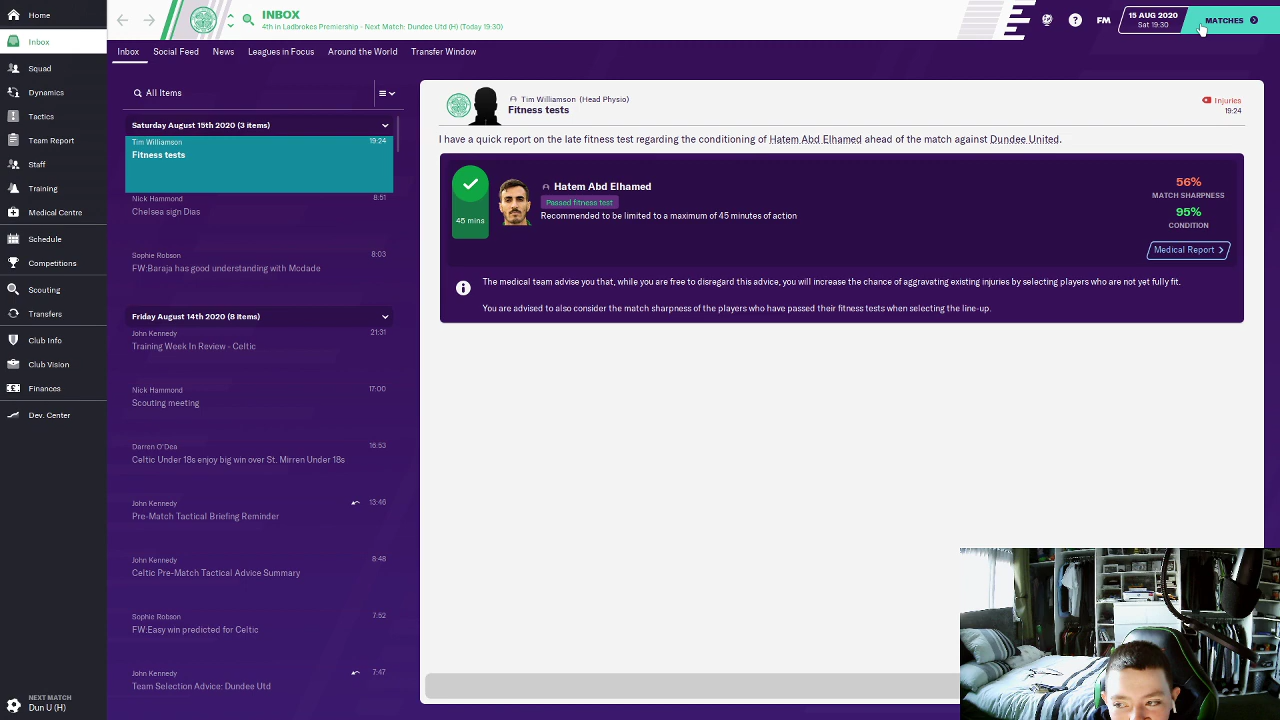 INBOX
4th in Ladbrokes Premiership - Next Match: Dundee Utd (H) (Today 19:30)
FM
15 AUG 2020
Sat 19:30
MATCHES
Inbox
Social Feed
News
Leagues in Focus
Around the World
Transfer Window
Inbox
Squad
Dynamics
Tactics
Team Report
Staff
Training
Medical Centre
Schedule
Competitions
Scouting
Transfers
Club Info
Club Vision
Finances
Dev. Center
NEXT MATCH
Dun U (H)
All Items
Saturday August 15th 2020 (3 items)
Tim Williamson 19:24
Fitness tests
Nick Hammond 8:51
Chelsea sign Dias
Sophie Robson 8:03
FW:Baraja has good understanding with Mcdade
Friday August 14th 2020 (8 items)
John Kennedy 21:31
Training Week In Review - Celtic
Nick Hammond 17:00
Scouting meeting
Darren O'Dea 16:53
Celtic Under 18s enjoy big win over St. Mirren Under 18s
John Kennedy 13:46
Pre-Match Tactical Briefing Reminder
John Kennedy 8:48
Celtic Pre-Match Tactical Advice Summary
Sophie Robson 7:52
FW:Easy win predicted for Celtic
John Kennedy 7:47
Team Selection Advice: Dundee Utd
Tim Williamson (Head Physio)
Fitness tests
Injuries
19:24
I have a quick report on the late fitness test regarding the conditioning of Hatem Abd Elhamed ahead of the match against Dundee United.
45 mins
Hatem Abd Elhamed
Passed fitness test
Recommended to be limited to a maximum of 45 minutes of action
56%
MATCH SHARPNESS
95%
CONDITION
Medical Report
The medical team advise you that, while you are free to disregard this advice, you will increase the chance of aggravating existing injuries by selecting players who are not yet fully fit.
You are advised to also consider the match sharpness of the players who have passed their fitness tests when selecting the line-up.